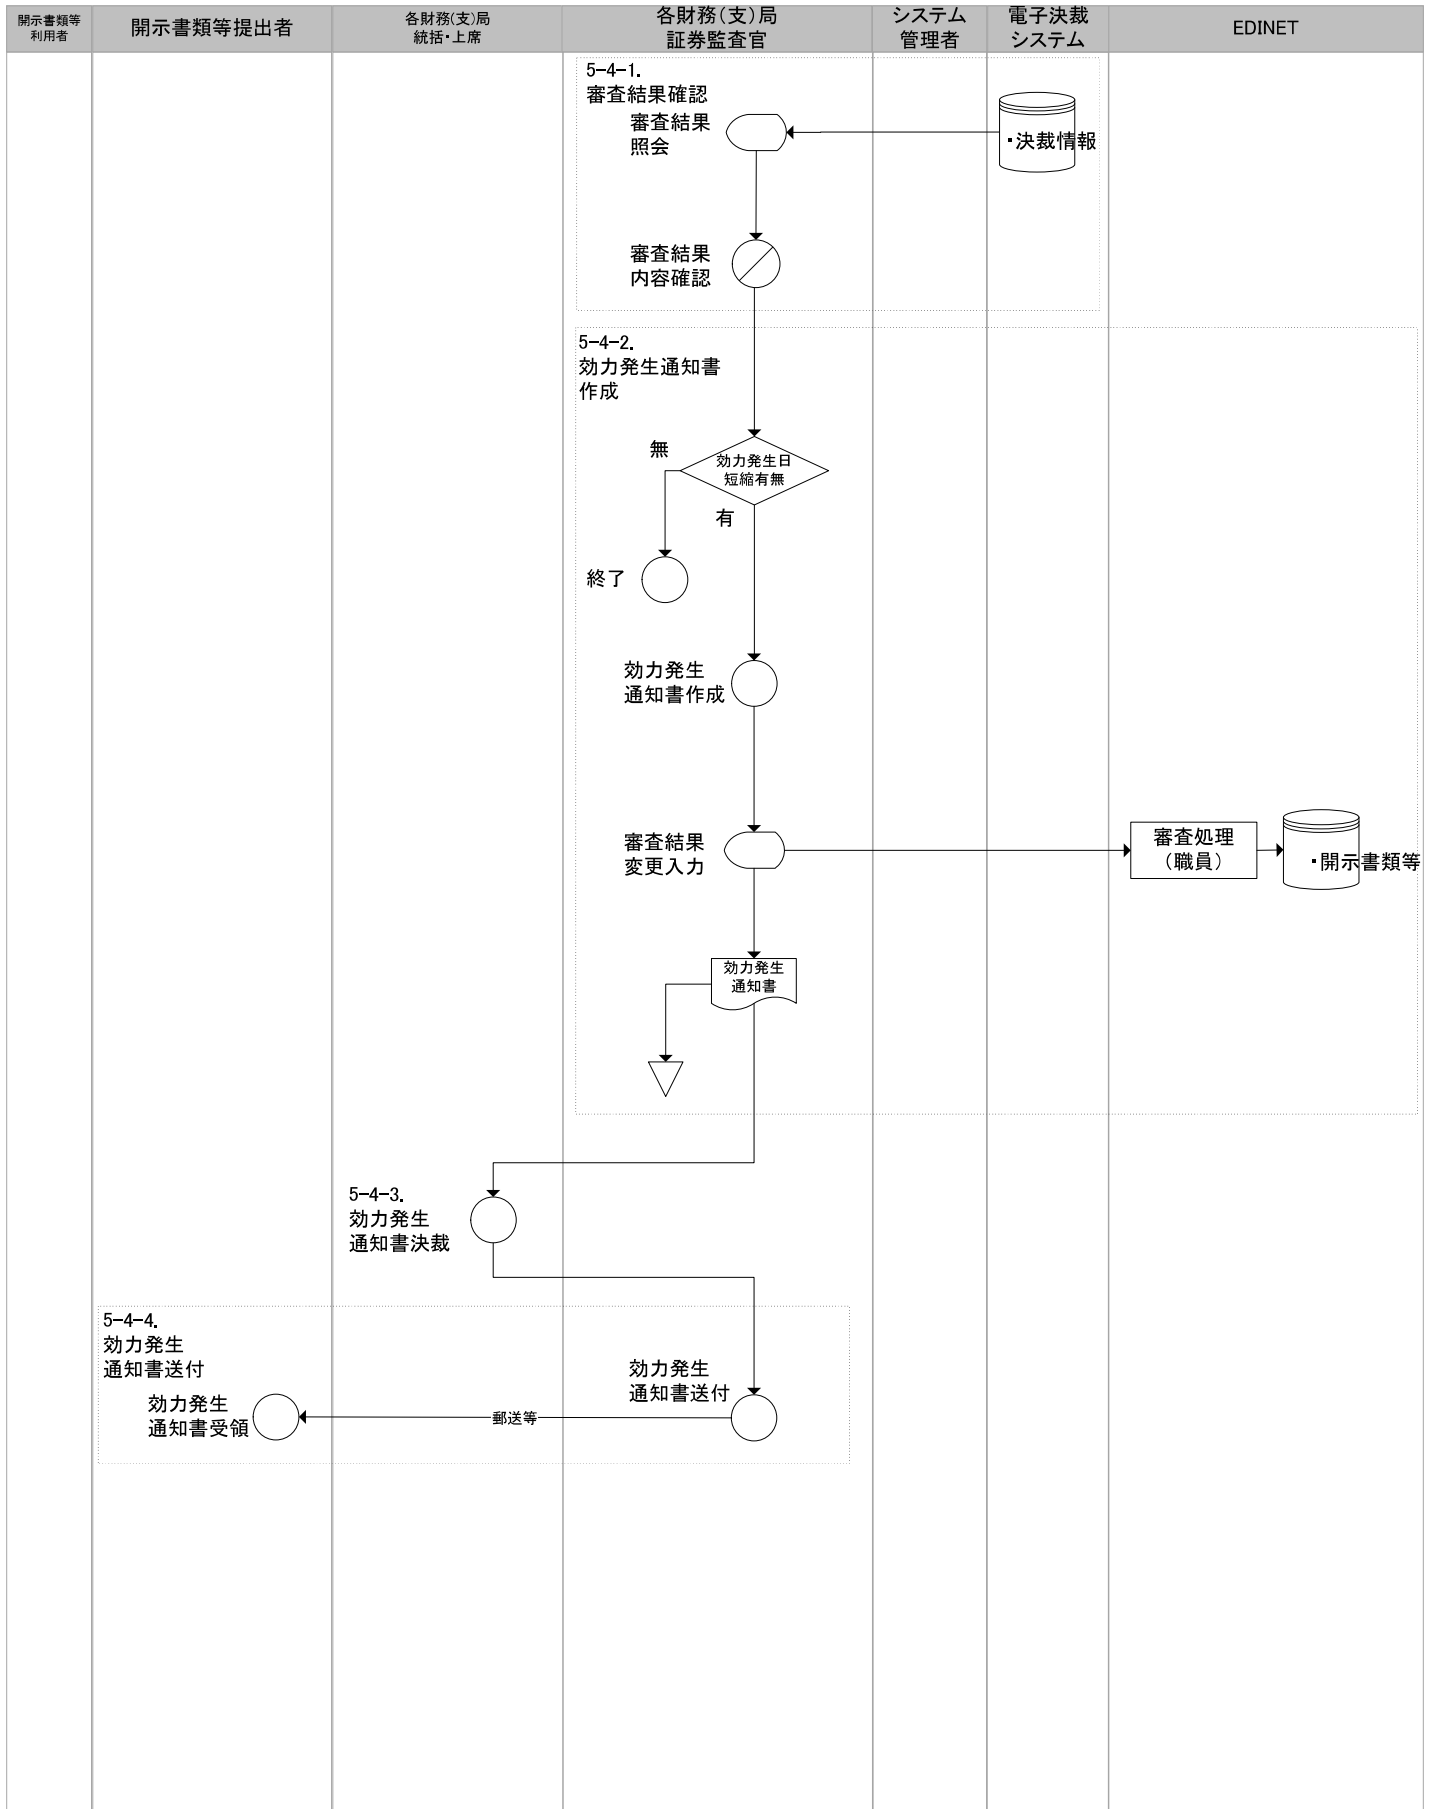 開示書類等
利用者
開示書類等提出者
各財務(支)局
統括・上席
各財務(支)局
証券監査官
システム
管理者
電子決裁
システム
EDINET
5-4-1.
審査結果確認
審査結果
照会
・決裁情報
審査結果
内容確認
5-4-2.
効力発生通知書
作成
無
効力発生日
短縮有無
有
終了
効力発生
通知書作成
審査結果
変更入力
審査処理
(職員)
・開示書類等
効力発生
通知書
5-4-3.
効力発生
通知書決裁
5-4-4.
効力発生
通知書送付
効力発生
通知書送付
効力発生
通知書受領
郵送等